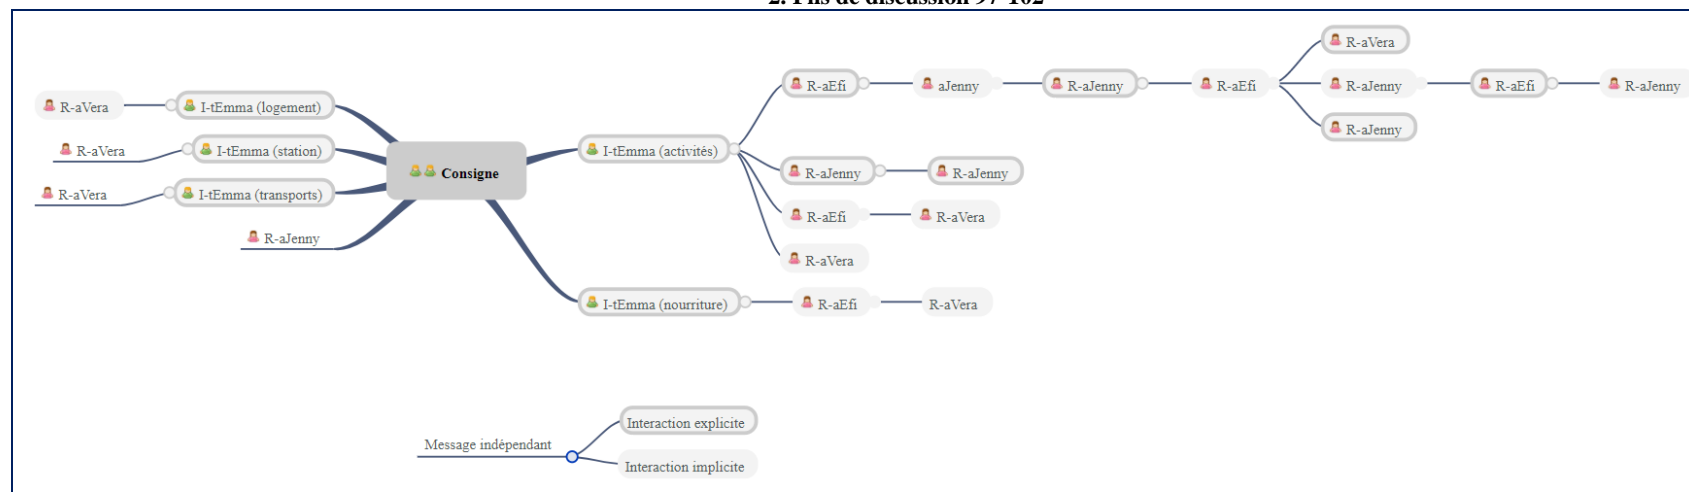 2. Fils de discussion 97-102
R-aVera
I-tEmma (logement)
R-aVera
I-tEmma (station)
R-aVera
I-tEmma (transports)
R-aJenny
Consigne
I-tEmma (activités)
R-aEfi
aJenny
R-aJenny
R-aEfi
R-aVera
R-aJenny
R-aEfi
R-aJenny
R-aJenny
R-aJenny
R-aJenny
R-aEfi
R-aVera
R-aVera
I-tEmma (nourriture)
R-aEfi
R-aVera
Message indépendant
Interaction explicite
Interaction implicite